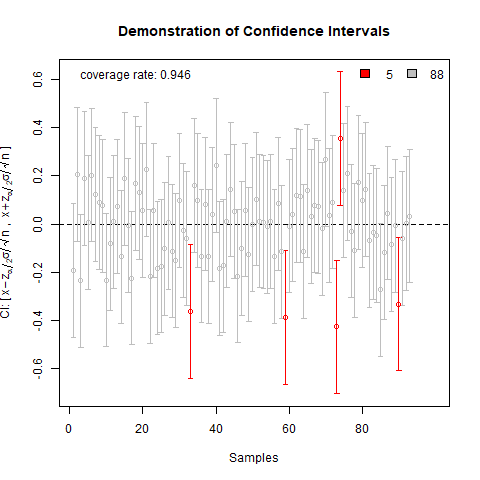 Demonstration of Confidence Intervals
coverage rate: 0.946
5 88
0.6
0.4
0.2
0.0
-0.2
-0.4
-0.6
CI: [ x−zα/2σ/√n , x+zα/2σ/√n ]
0 20 40 60 80
Samples